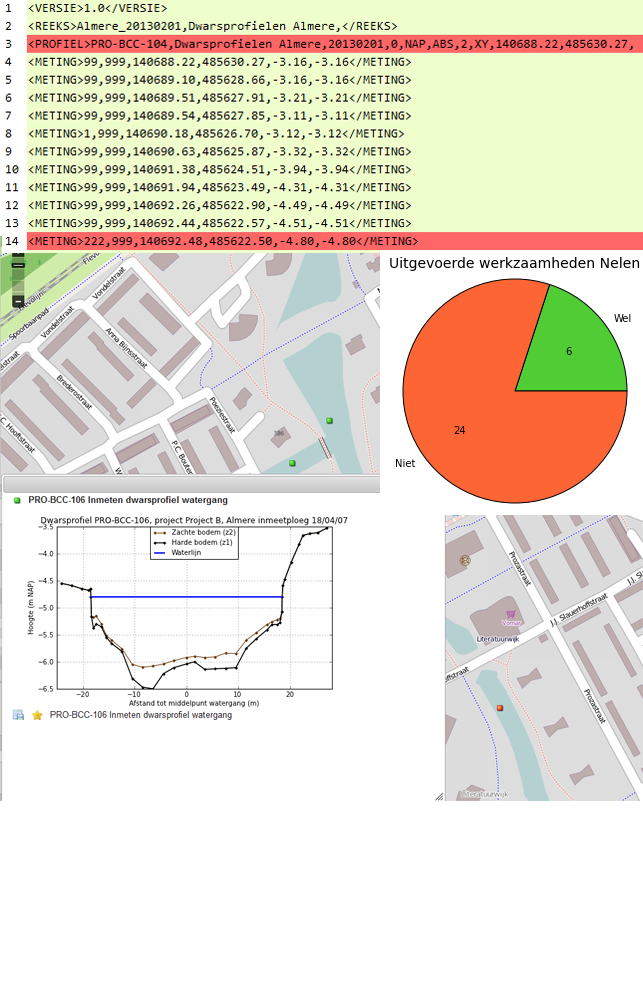 1 <VERSIE>1.0</VERSIE>
2 <REEKS>Almere_20130201,Dwarsprofielen Almere,</REEKS>
3 <PROFIEL>PRO-BCC-104,Dwarsprofielen Almere,20130201,0,NAP,ABS,2,XY,140688.22,485630.27,
4 <METING>99,999,140688.22,485630.27,-3.16,-3.16</METING>
5 <METING>99,999,140689.10,485628.66,-3.16,-3.16</METING>
6 <METING>99,999,140689.51,485627.91,-3.21,-3.21</METING>
7 <METING>99,999,140689.54,485627.85,-3.11,-3.11</METING>
8 <METING>1,999,140690.18,485626.70,-3.12,-3.12</METING>
9 <METING>99,999,140690.63,485625.87,-3.32,-3.32</METING>
10 <METING>99,999,140691.38,485624.51,-3.94,-3.94</METING>
11 <METING>99,999,140691.94,485623.49,-4.31,-4.31</METING>
12 <METING>99,999,140692.26,485622.90,-4.49,-4.49</METING>
13 <METING>99,999,140692.44,485622.57,-4.51,-4.51</METING>
14 <METING>222,999,140692.48,485622.50,-4.80,-4.80</METING>
Flevo
Vondelstraat
Spoorbaanpad
Vondelstraat
Anna Bijnsstraat
elstraat
Brederostraat
Poeziestraat
.C. Hooftstraat
P.C. Bouter
W
Uitgevoerde werkzaamheden Nelen
Wel
6
24
Niet
PRO-BCC-106 Inmeten dwarsprofiel watergang
Dwarsprofiel PRO-BCC-106, project Project B, Almere inmeetploeg 18/04/07
Zachte bodem (z2)
Harde bodem (z1)
Waterlijn
Hoogte (m NAP)
−3.5
−4.0
−4.5
−5.0
−5.5
−6.0
−6.5
−20 −10 0 10 20
Afstand tot middelpunt watergang (m)
PRO-BCC-106 Inmeten dwarsprofiel watergang
Prozastraat
J.J.
J.J. Slauerhoffstraat
Vomar
Literatuurwijk
ffstraat
Prozastraat
Literatuurwijk